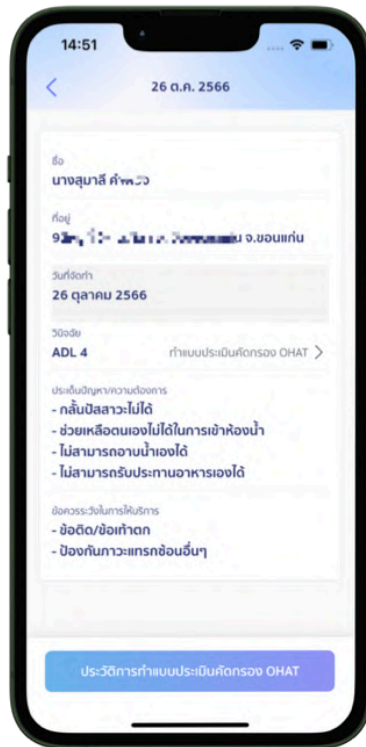 14:51
26 ต.ค. 2566
ชื่อ
นางสุมาลี
ที่อยู่
จ.ขอนแก่น
วันที่จัดทำ
26 ตุลาคม 2566
วินิจฉัย
ADL 4 ทำแบบประเมินคัดกรอง OHAT
ประเด็นปัญหา/ความต้องการ
- กลั้นปัสสาวะไม่ได้
- ช่วยเหลือตนเองไม่ได้ในการเข้าห้องน้ำ
- ไม่สามารถอาบน้ำเองได้
- ไม่สามารถรับประทานอาหารเองได้
ข้อควรระวังในการให้บริการ
- ข้อติด/ข้อเท้าตก
- ป้องกันภาวะแทรกซ้อนอื่นๆ
ประวัติการทำแบบประเมินคัดกรอง OHAT